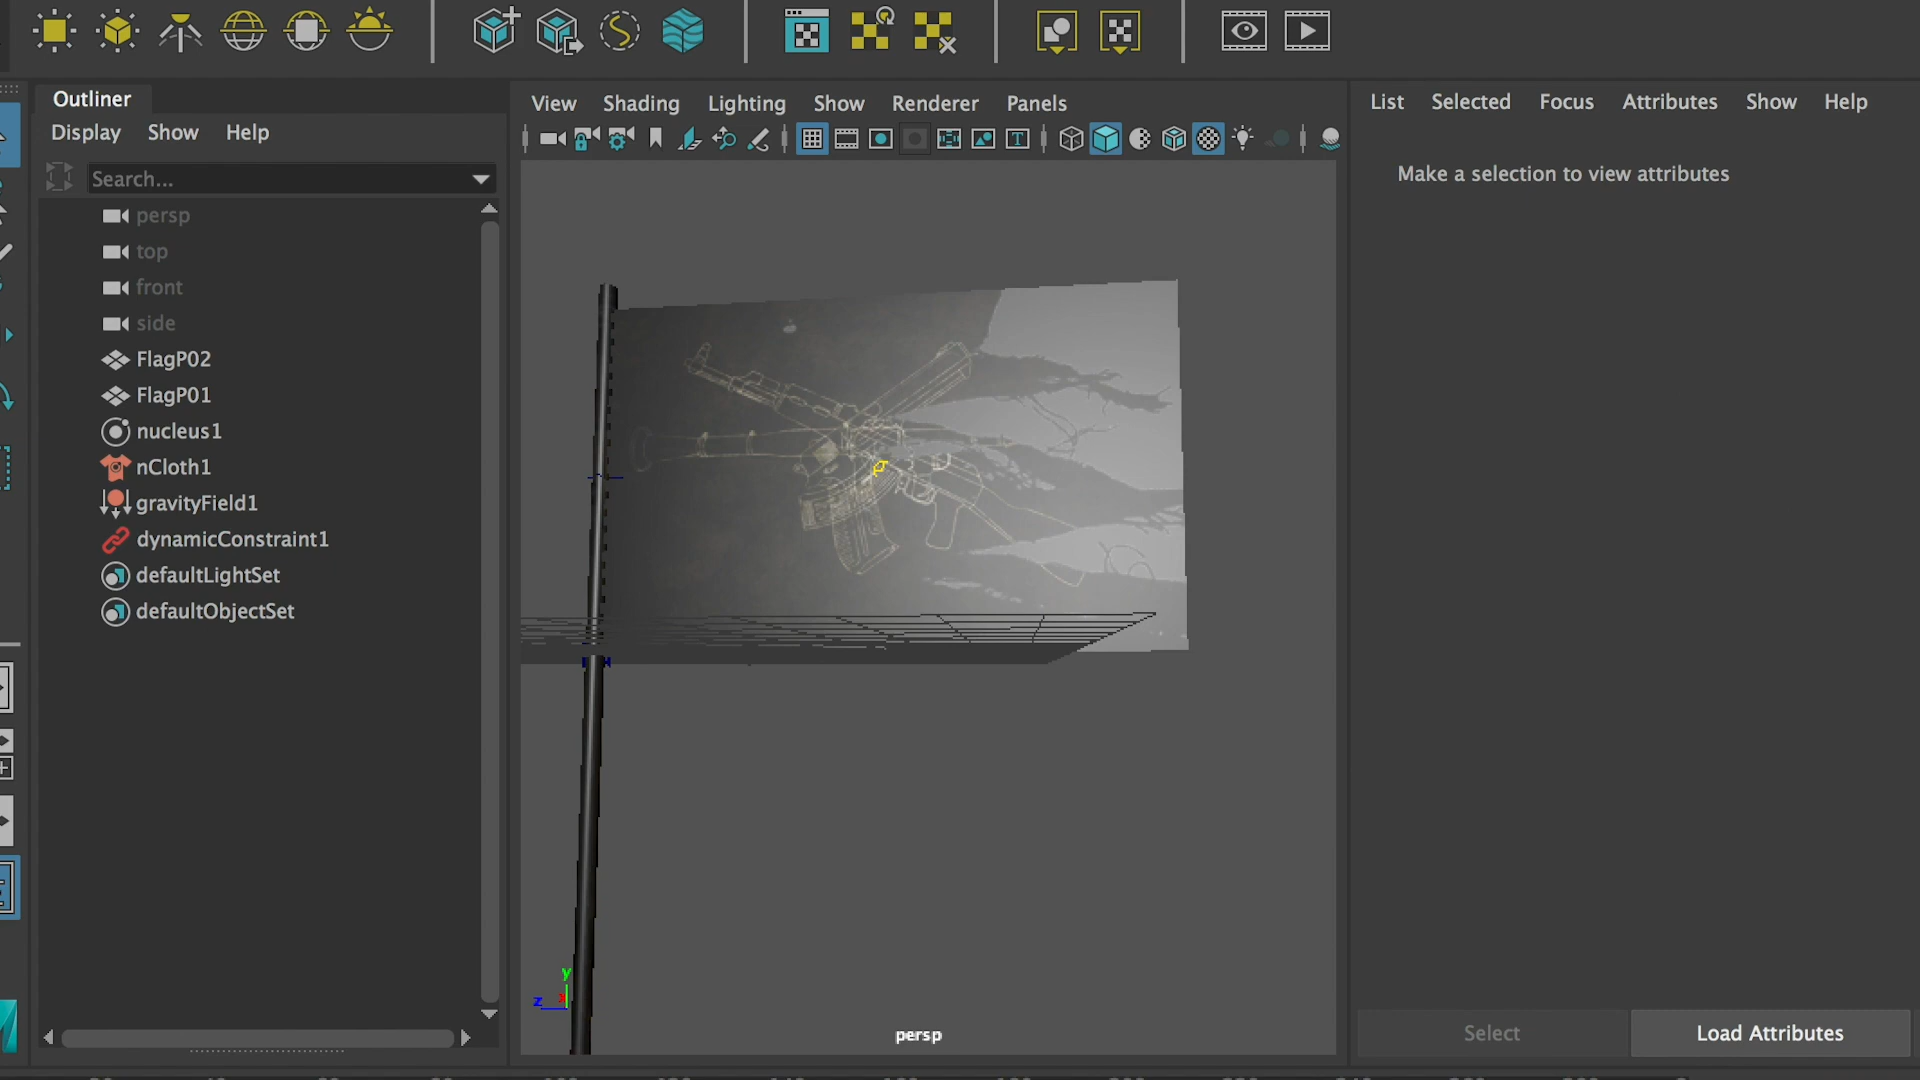 Outliner
Display Show Help
Search...
persp
top
front
side
FlagP02
FlagP01
nucleus1
nCloth1
gravityField1
dynamicConstraint1
defaultLightSet
defaultObjectSet
View Shading Lighting Show Renderer Panels
T
y
z x
persp
List Selected Focus Attributes Show Help
Make a selection to view attributes
Select Load Attributes